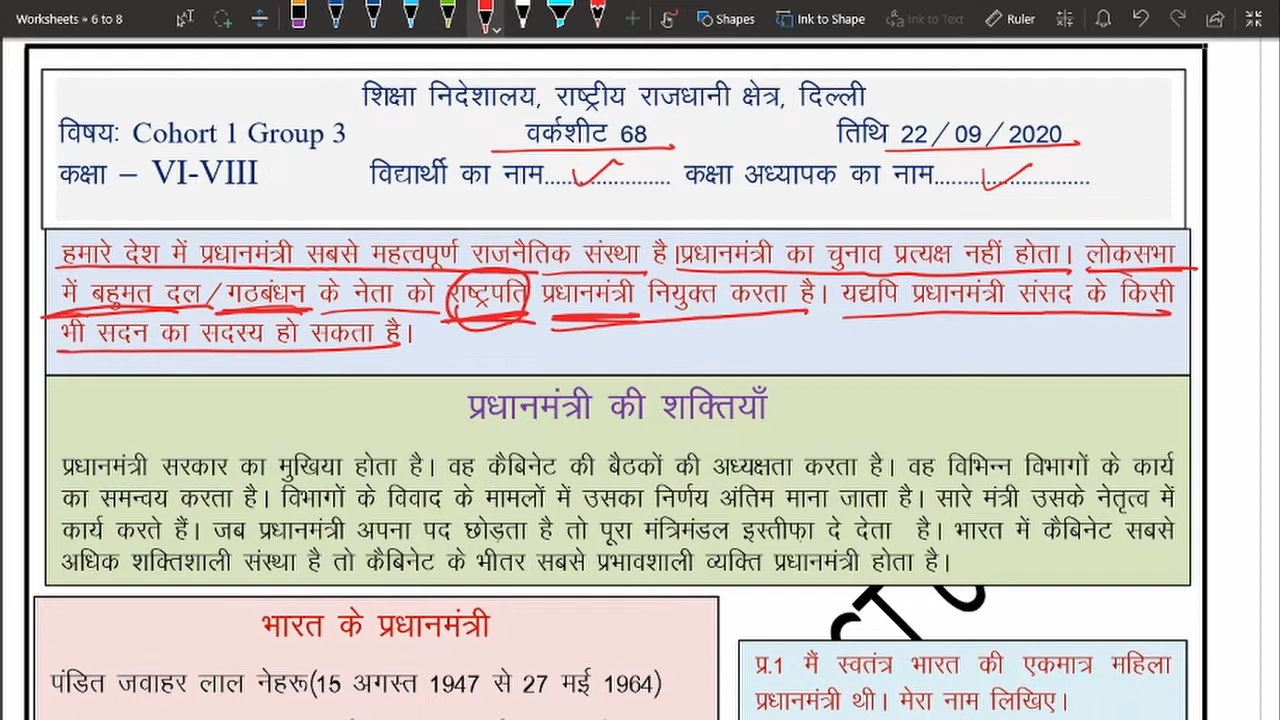 Worksheets » 6 to 8
Shapes
Ink to Shape
Ink to Text
Ruler
शिक्षा निदेशालय, राष्ट्रीय राजधानी क्षेत्र, दिल्ली
विषयः Cohort 1 Group 3 वर्कशीट 68 तिथि 22/09/2020
कक्षा – VI-VIII विद्यार्थी का नाम..................... कक्षा अध्यापक का नाम..........................
हमारे देश में प्रधानमंत्री सबसे महत्वपूर्ण राजनैतिक संस्था है।प्रधानमंत्री का चुनाव प्रत्यक्ष नहीं होता। लोकसभा
में बहुमत दल/गठबंधन के नेता को राष्ट्रपति प्रधानमंत्री नियुक्त करता है। यद्यपि प्रधानमंत्री संसद के किसी
भी सदन का सदस्य हो सकता है।
प्रधानमंत्री की शक्तियाँ
प्रधानमंत्री सरकार का मुखिया होता है। वह कैबिनेट की बैठकों की अध्यक्षता करता है। वह विभिन्न विभागों के कार्य
का समन्वय करता है। विभागों के विवाद के मामलों में उसका निर्णय अंतिम माना जाता है। सारे मंत्री उसके नेतृत्व में
कार्य करते हैं। जब प्रधानमंत्री अपना पद छोड़ता है तो पूरा मंत्रिमंडल इस्तीफ़ा दे देता है। भारत में कैबिनेट सबसे
अधिक शक्तिशाली संस्था है तो कैबिनेट के भीतर सबसे प्रभावशाली व्यक्ति प्रधानमंत्री होता है।
भारत के प्रधानमंत्री
पंडित जवाहर लाल नेहरू(15 अगस्त 1947 से 27 मई 1964)
प्र.1 मैं स्वतंत्र भारत की एकमात्र महिला
प्रधानमंत्री थी। मेरा नाम लिखिए।